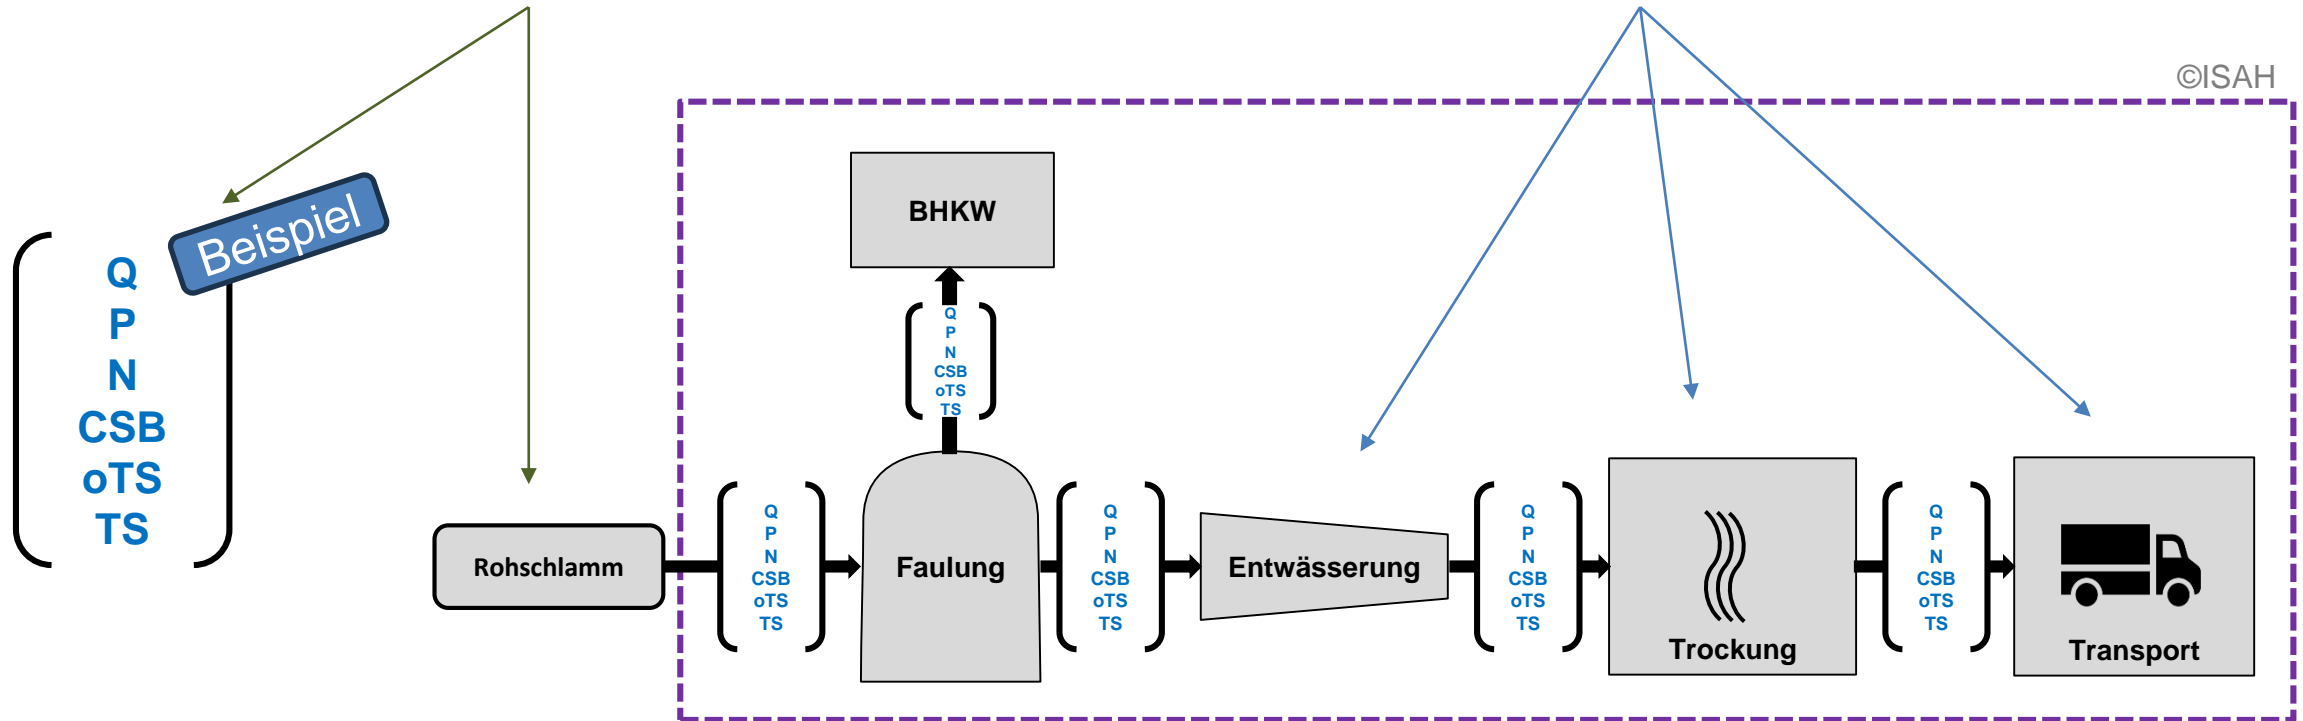 ©ISAH
Beispiel
Q
P
N
CSB
oTS
TS
BHKW
Q
P
N
CSB
oTS
TS
Rohschlamm
Q
P
N
CSB
oTS
TS
Faulung
Q
P
N
CSB
oTS
TS
Entwässerung
Q
P
N
CSB
oTS
TS
Trockung
Q
P
N
CSB
oTS
TS
Transport